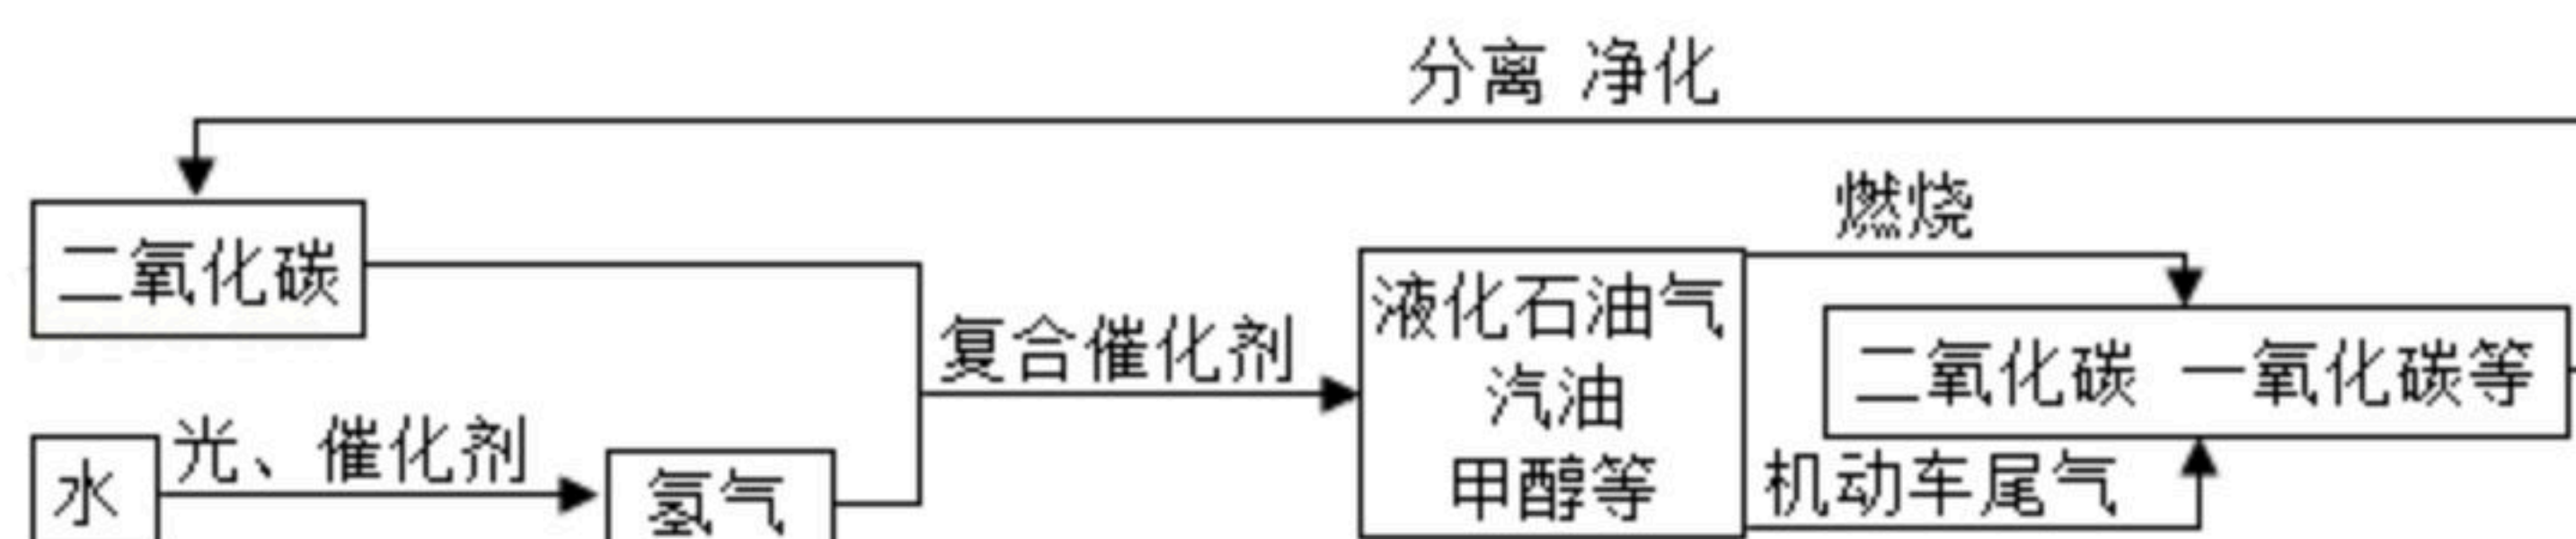 分离 净化
燃烧
二氧化碳
复合催化剂
液化石油气
汽油
甲醇等
二氧化碳 一氧化碳等
水
光、催化剂
氢气
机动车尾气